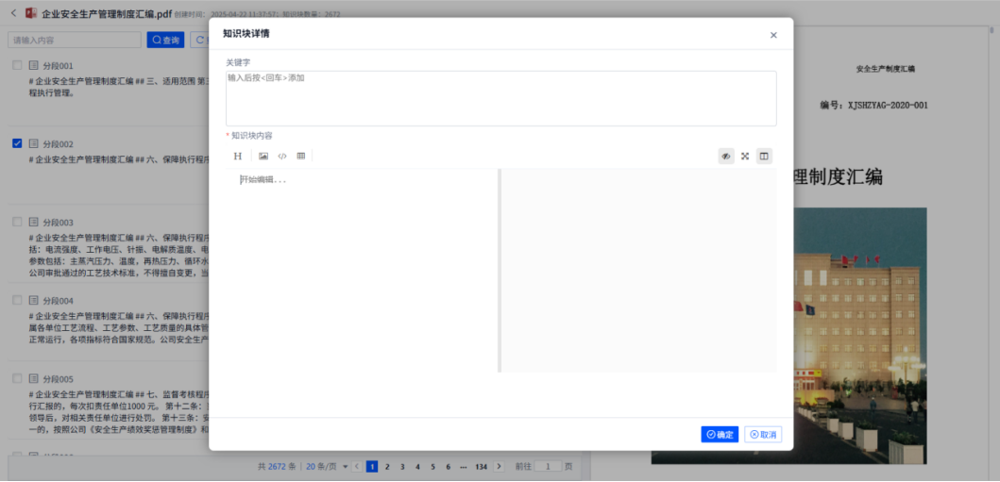 企业安全生产管理制度汇编.pdf 创建时间： 2025-04-22 11:37:57; 知识块数量：2672
请输入内容
查询
分段001
# 企业安全生产管理制度汇编 ## 三、适用范围 第三
程执行管理。
分段002
# 企业安全生产管理制度汇编 ## 六、保障执行程序
分段003
# 企业安全生产管理制度汇编 ## 六、保障执行程序
括：电流强度、工作电压、针振、电解质温度、电
参数包括：主蒸汽压力、温度，再热压力、循环水
公司审批通过的工艺技术标准，不得擅自变更，当
分段004
# 企业安全生产管理制度汇编 ## 六、保障执行程序
属各单位工艺流程、工艺参数、工艺质量的具体管
正常运行，各项指标符合国家规范。公司安全生产
分段005
# 企业安全生产管理制度汇编 ## 七、监督考核程序
行汇报的，每次扣责任单位1000 元。 第十二条：
领导后，对相关责任单位进行处罚。 第十三条：安
一的，按照公司《安全生产绩效奖惩管理制度》和
共 2672 条 20 条/页 1 2 3 4 5 6 ... 134 前往 1 页
知识块详情
关键字
输入后按<回车>添加
* 知识块内容
H
开始编辑...
确定 取消
安全生产制度汇编
编号：XJSHZYAG-2020-001
理制度汇编